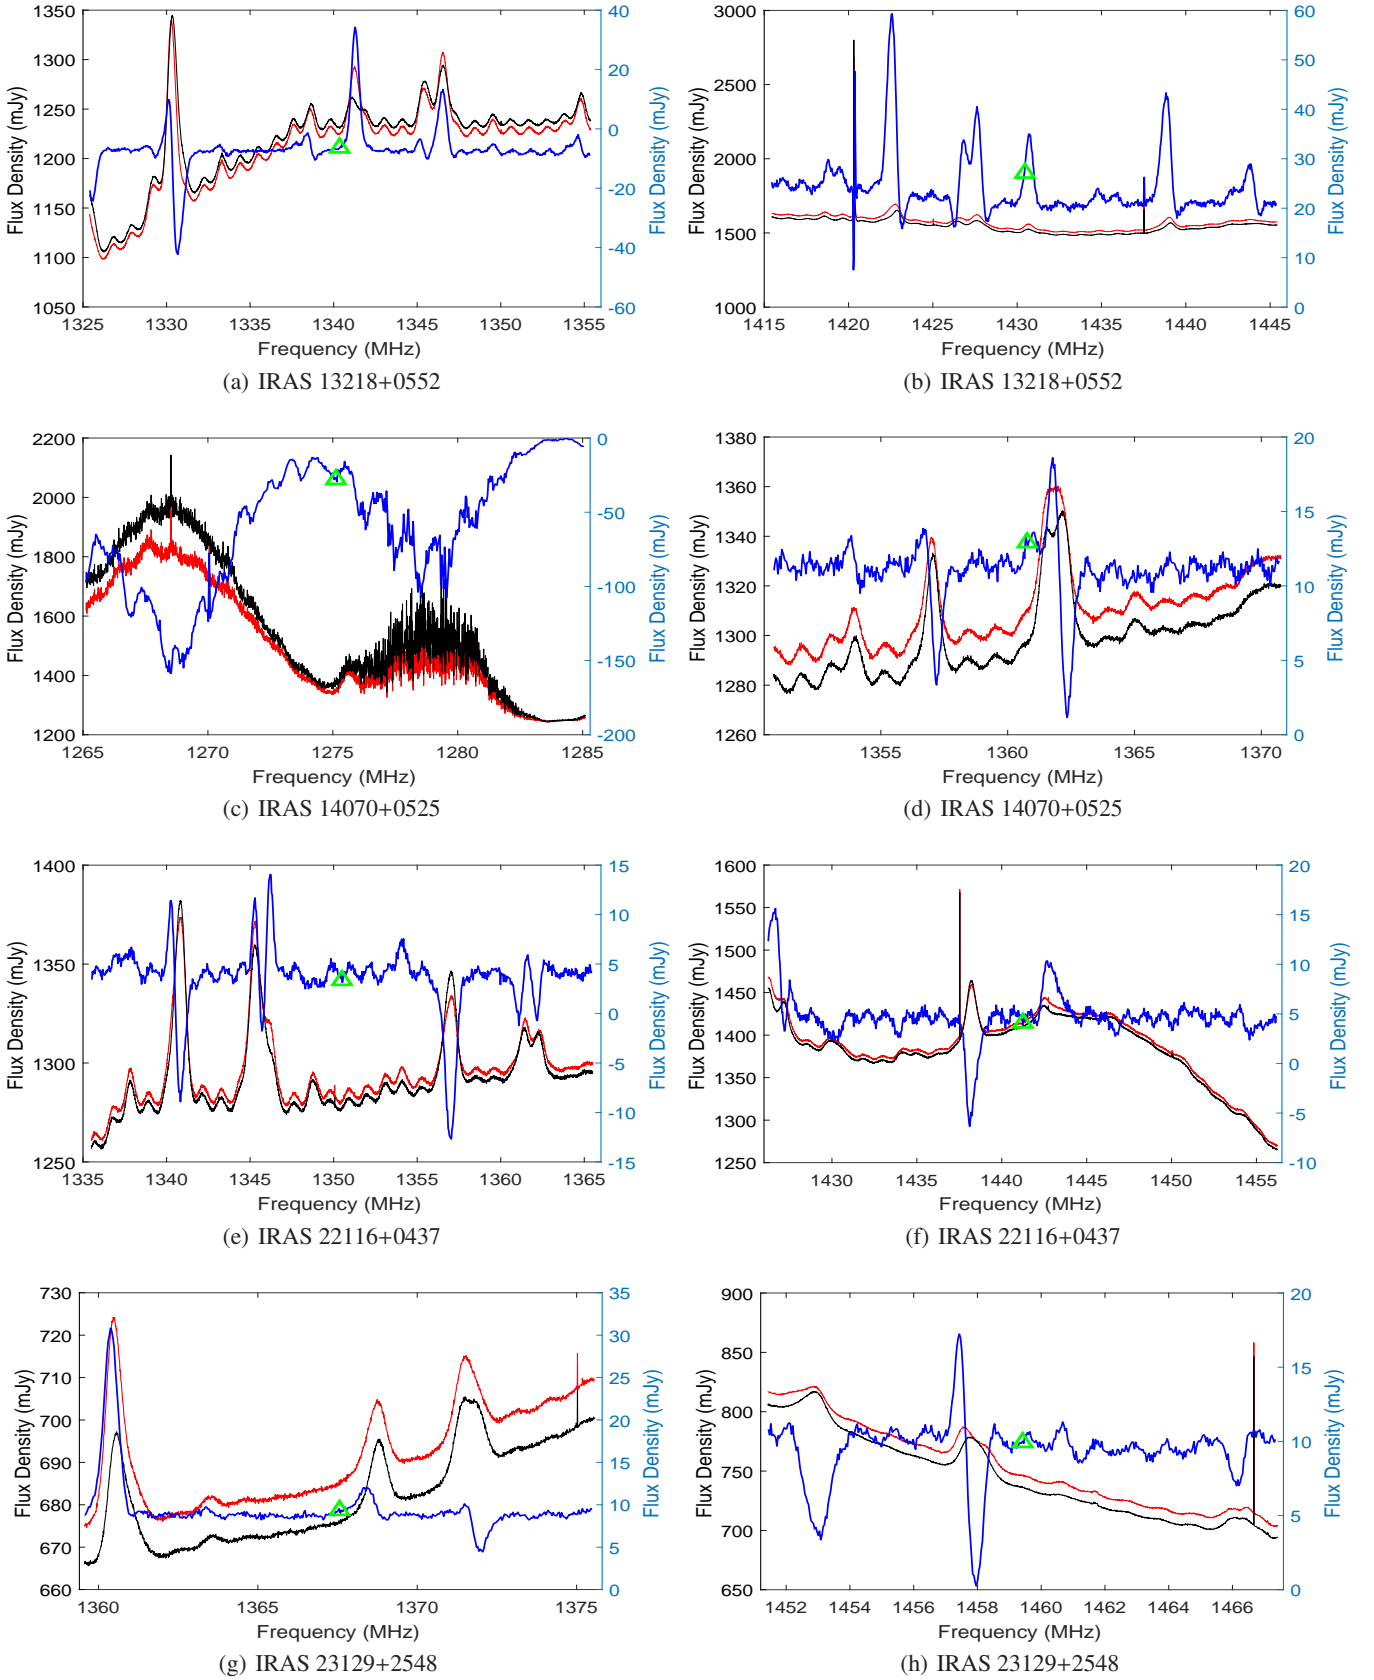 1350
1300
1250
1200
1150
1100
1050
Flux Density (mJy)
40
20
0
-20
-40
-60
Flux Density (mJy)
1325 1330 1335 1340 1345 1350 1355
Frequency (MHz)
(a) IRAS 13218+0552
3000
2500
2000
1500
1000
Flux Density (mJy)
60
50
40
30
20
10
0
Flux Density (mJy)
1415 1420 1425 1430 1435 1440 1445
Frequency (MHz)
(b) IRAS 13218+0552
2200
2000
1800
1600
1400
1200
Flux Density (mJy)
0
-50
-100
-150
-200
Flux Density (mJy)
1265 1270 1275 1280 1285
Frequency (MHz)
(c) IRAS 14070+0525
1380
1360
1340
1320
1300
1280
1260
Flux Density (mJy)
20
15
10
5
0
Flux Density (mJy)
1355 1360 1365 1370
Frequency (MHz)
(d) IRAS 14070+0525
1400
1350
1300
1250
Flux Density (mJy)
15
10
5
0
-5
-10
-15
Flux Density (mJy)
1335 1340 1345 1350 1355 1360 1365
Frequency (MHz)
(e) IRAS 22116+0437
1600
1550
1500
1450
1400
1350
1300
1250
Flux Density (mJy)
20
15
10
5
0
-5
-10
Flux Density (mJy)
1430 1435 1440 1445 1450 1455
Frequency (MHz)
(f) IRAS 22116+0437
730
720
710
700
690
680
670
660
Flux Density (mJy)
35
30
25
20
15
10
5
0
Flux Density (mJy)
1360 1365 1370 1375
Frequency (MHz)
(g) IRAS 23129+2548
900
850
800
750
700
650
Flux Density (mJy)
20
15
10
5
0
Flux Density (mJy)
1452 1454 1456 1458 1460 1462 1464 1466
Frequency (MHz)
(h) IRAS 23129+2548